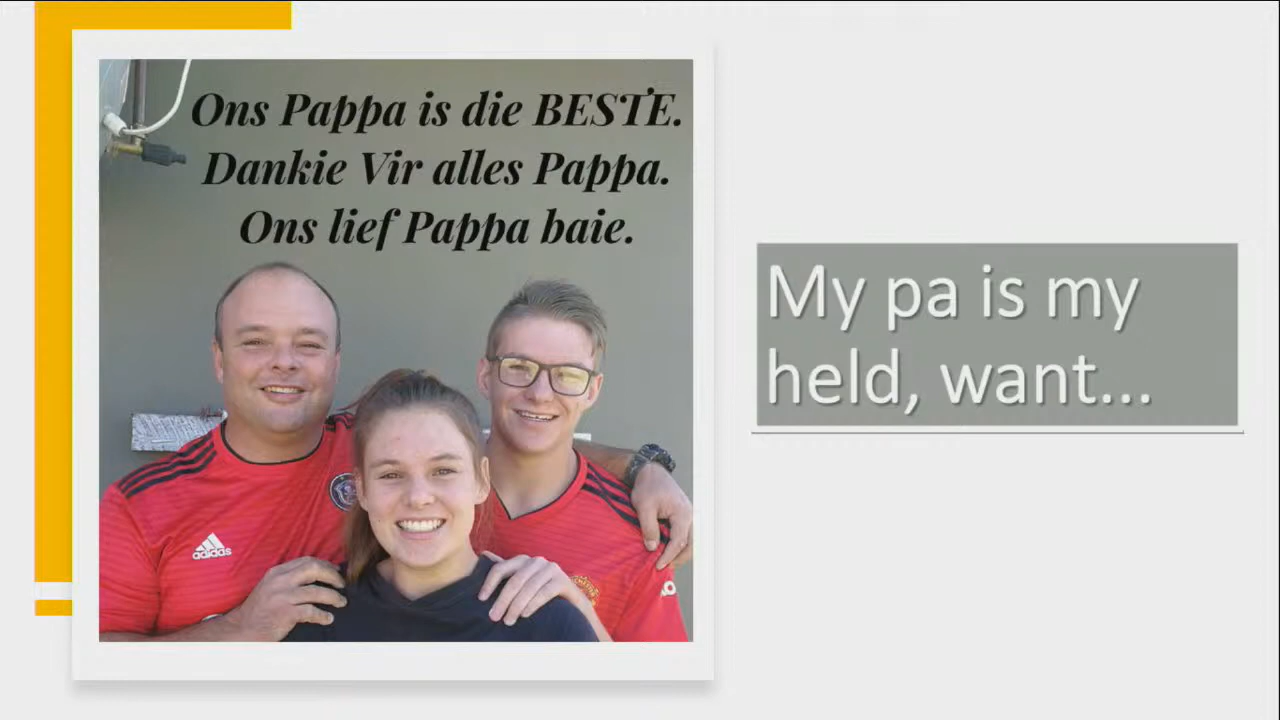 Ons Pappa is die BESTE.
Dankie Vir alles Pappa.
Ons lief Pappa baie.
adidas
My pa is my
held, want...